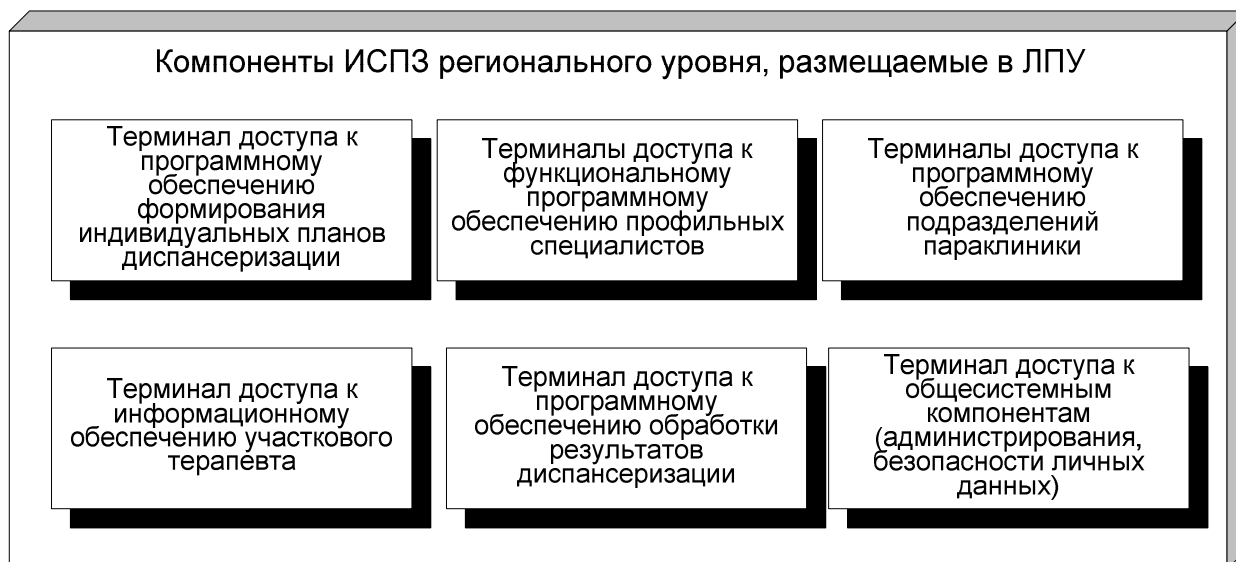 Компоненты ИСПЗ регионального уровня, размещаемые в ЛПУ
Терминал доступа к
программному
обеспечению
формирования
индивидуальных планов
диспансеризации
Терминалы доступа к
функциональному
программному
обеспечению профильных
специалистов
Терминалы доступа к
программному
обеспечению
подразделений
параклиники
Терминал доступа к
информационному
обеспечению участкового
терапевта
Терминал доступа к
программному
обеспечению обработки
результатов
диспансеризации
Терминал доступа к
общесистемным
компонентам
(администрирования,
безопасности личных
данных)